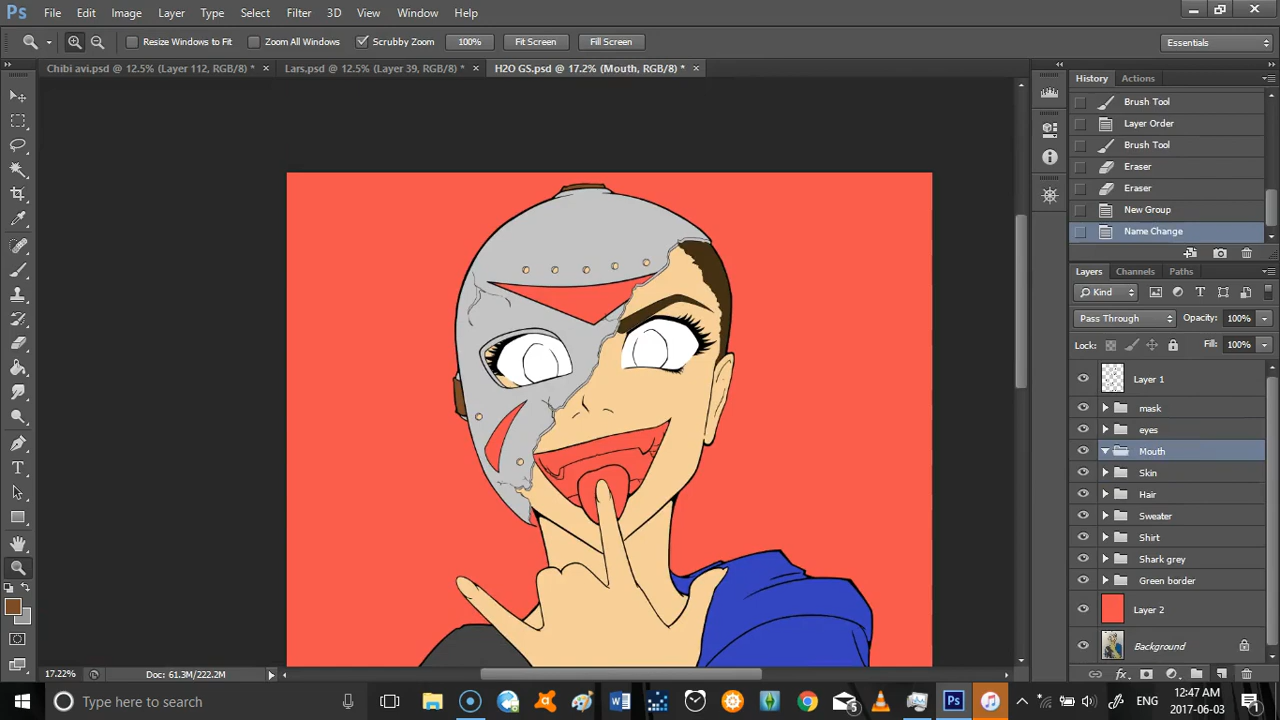 Ps File Edit Image Layer Type Select Filter 3D View Window Help
Resize Windows to Fit Zoom All Windows Scrubby Zoom 100% Fit Screen Fill Screen Essentials
Chibi avi.psd @ 12.5% (Layer 112, RGB/8) * × Lars.psd @ 12.5% (Layer 39, RGB/8) * × H2O GS.psd @ 17.2% (Mouth, RGB/8) * ×
History Actions
Brush Tool
Layer Order
Brush Tool
Eraser
Eraser
New Group
Name Change
Layers Channels Paths
Kind
Pass Through Opacity: 100%
Lock: Fill: 100%
Layer 1
mask
eyes
Mouth
Skin
Hair
Sweater
Shirt
Shark grey
Green border
Layer 2
Background
17.22% Doc: 61.3M/222.2M
Type here to search
5
Ps
12:47 AM
2017-06-03
1